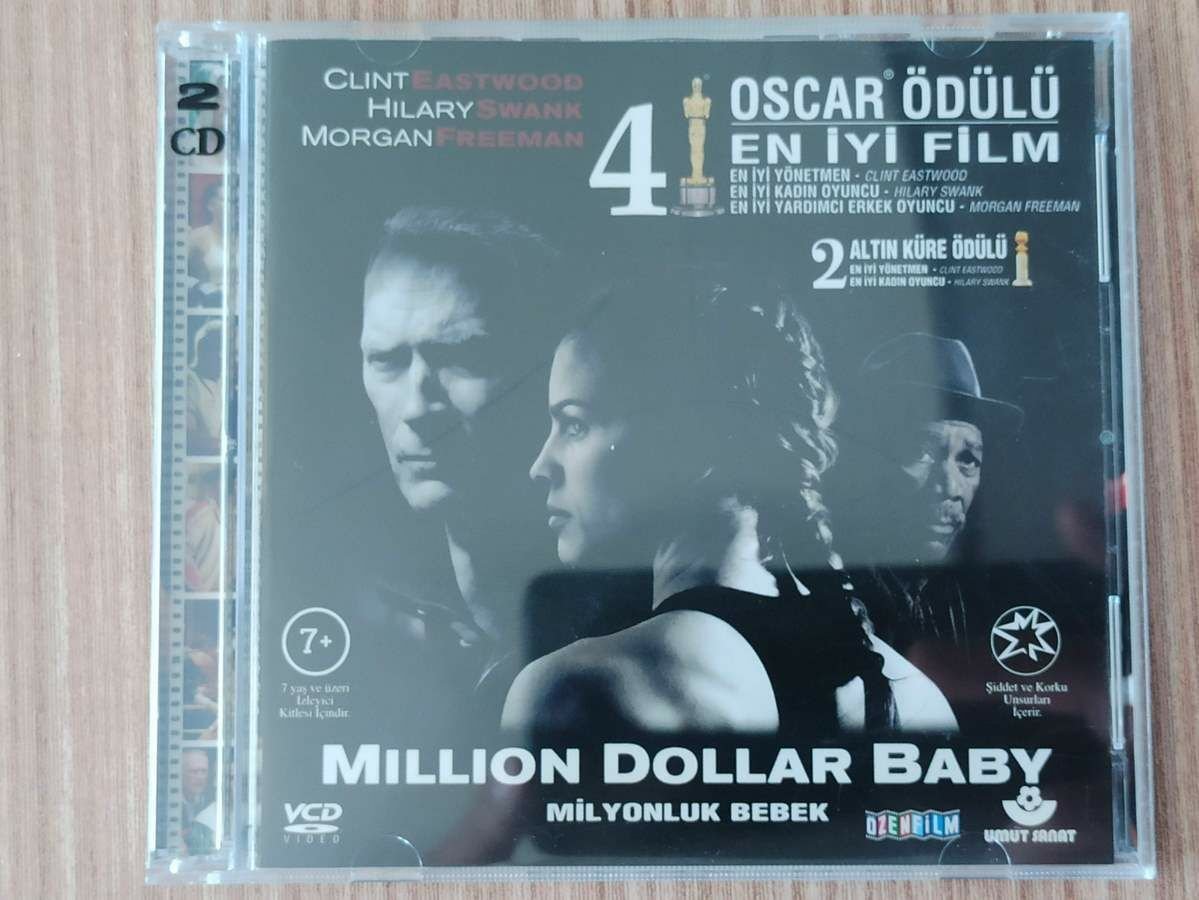 2
CD
CLINT EASTWOOD
HILARY SWANK
MORGAN FREEMAN
4
OSCAR® ÖDÜLÜ
EN İYİ FİLM
EN İYİ YÖNETMEN - CLINT EASTWOOD
EN İYİ KADIN OYUNCU - HILARY SWANK
EN İYİ YARDIMCI ERKEK OYUNCU - MORGAN FREEMAN
2 ALTIN KÜRE ÖDÜLÜ
EN İYİ YÖNETMEN - CLINT EASTWOOD
EN İYİ KADIN OYUNCU - HILARY SWANK
7+
7 yaş ve üzeri
İzleyici
Kitlesi İçindir.
Şiddet ve Korku
Unsurları
İçerir.
MILLION DOLLAR BABY
MİLYONLUK BEBEK
VCD
VIDEO
ÖZENFİLM
UMUT SANAT